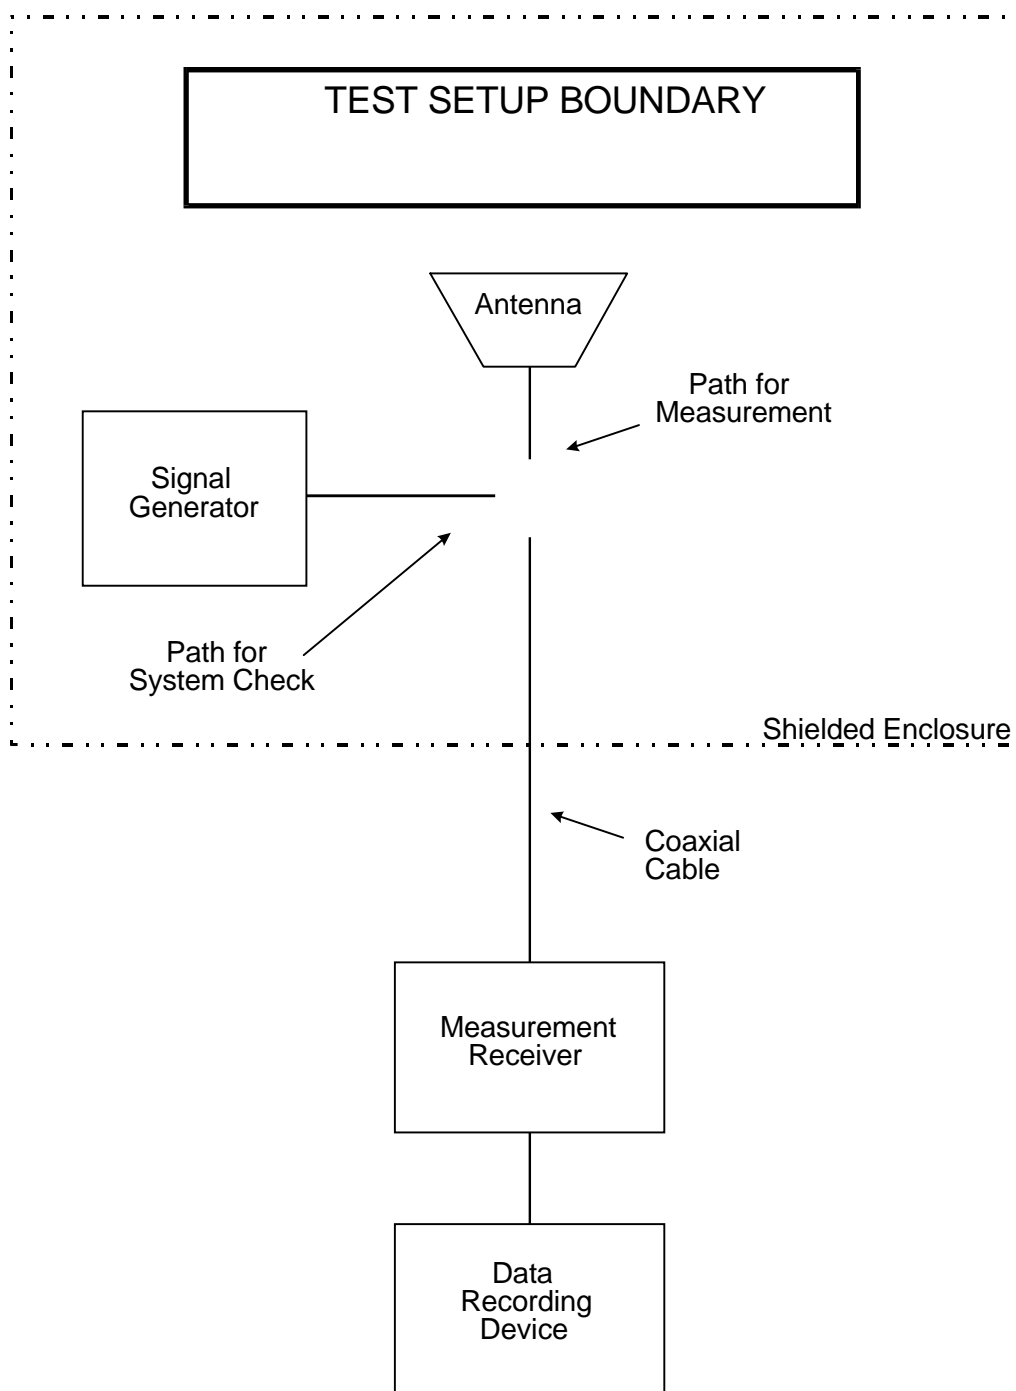 TEST SETUP BOUNDARY
Antenna
Path for
Measurement
Signal
Generator
Path for
System Check
Shielded Enclosure
Coaxial
Cable
Measurement
Receiver
Data
Recording
Device